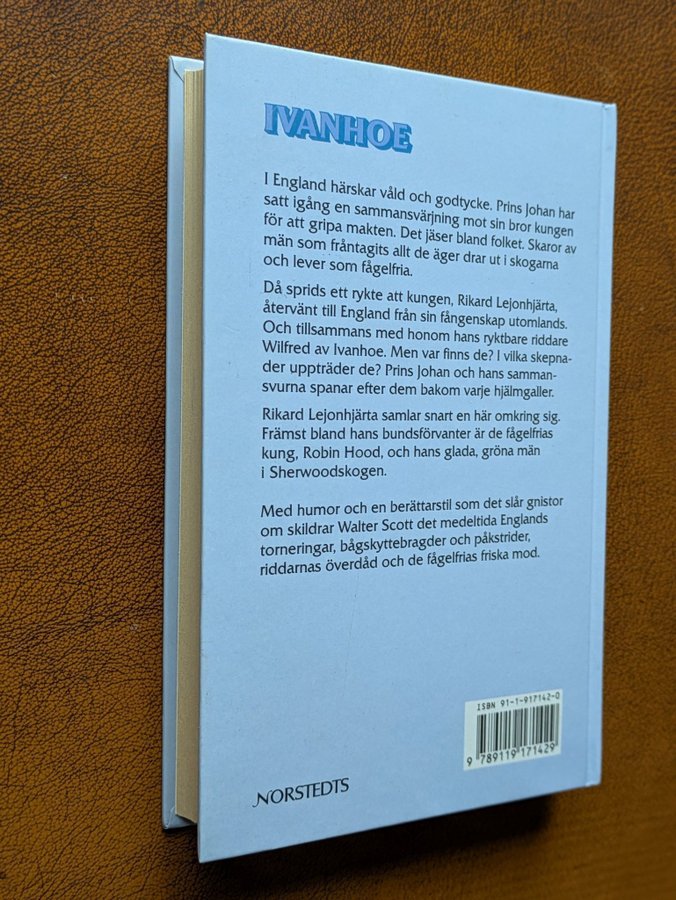 IVANHOE
I England härskar våld och godtycke. Prins Johan har
satt igång en sammansvärjning mot sin bror kungen
för att gripa makten. Det jäser bland folket. Skaror av
män som fråntagits allt de äger drar ut i skogarna
och lever som fågelfria.
Då sprids ett rykte att kungen, Rikard Lejonhjärta,
återvänt till England från sin fångenskap utomlands.
Och tillsammans med honom hans ryktbare riddare
Wilfred av Ivanhoe. Men var finns de? I vilka skepna-
der uppträder de? Prins Johan och hans samman-
svurna spanar efter dem bakom varje hjälmgaller.
Rikard Lejonhjärta samlar snart en här omkring sig.
Främst bland hans bundsförvanter är de fågelfrias
kung, Robin Hood, och hans glada, gröna män
i Sherwoodskogen.
Med humor och en berättarstil som det slår gnistor
om skildrar Walter Scott det medeltida Englands
torneringar, bågskyttebragder och påkstrider,
riddarnas överdåd och de fågelfrias friska mod.
ISBN 91-1-917142-0
9 789119 171429
NORSTEDTS